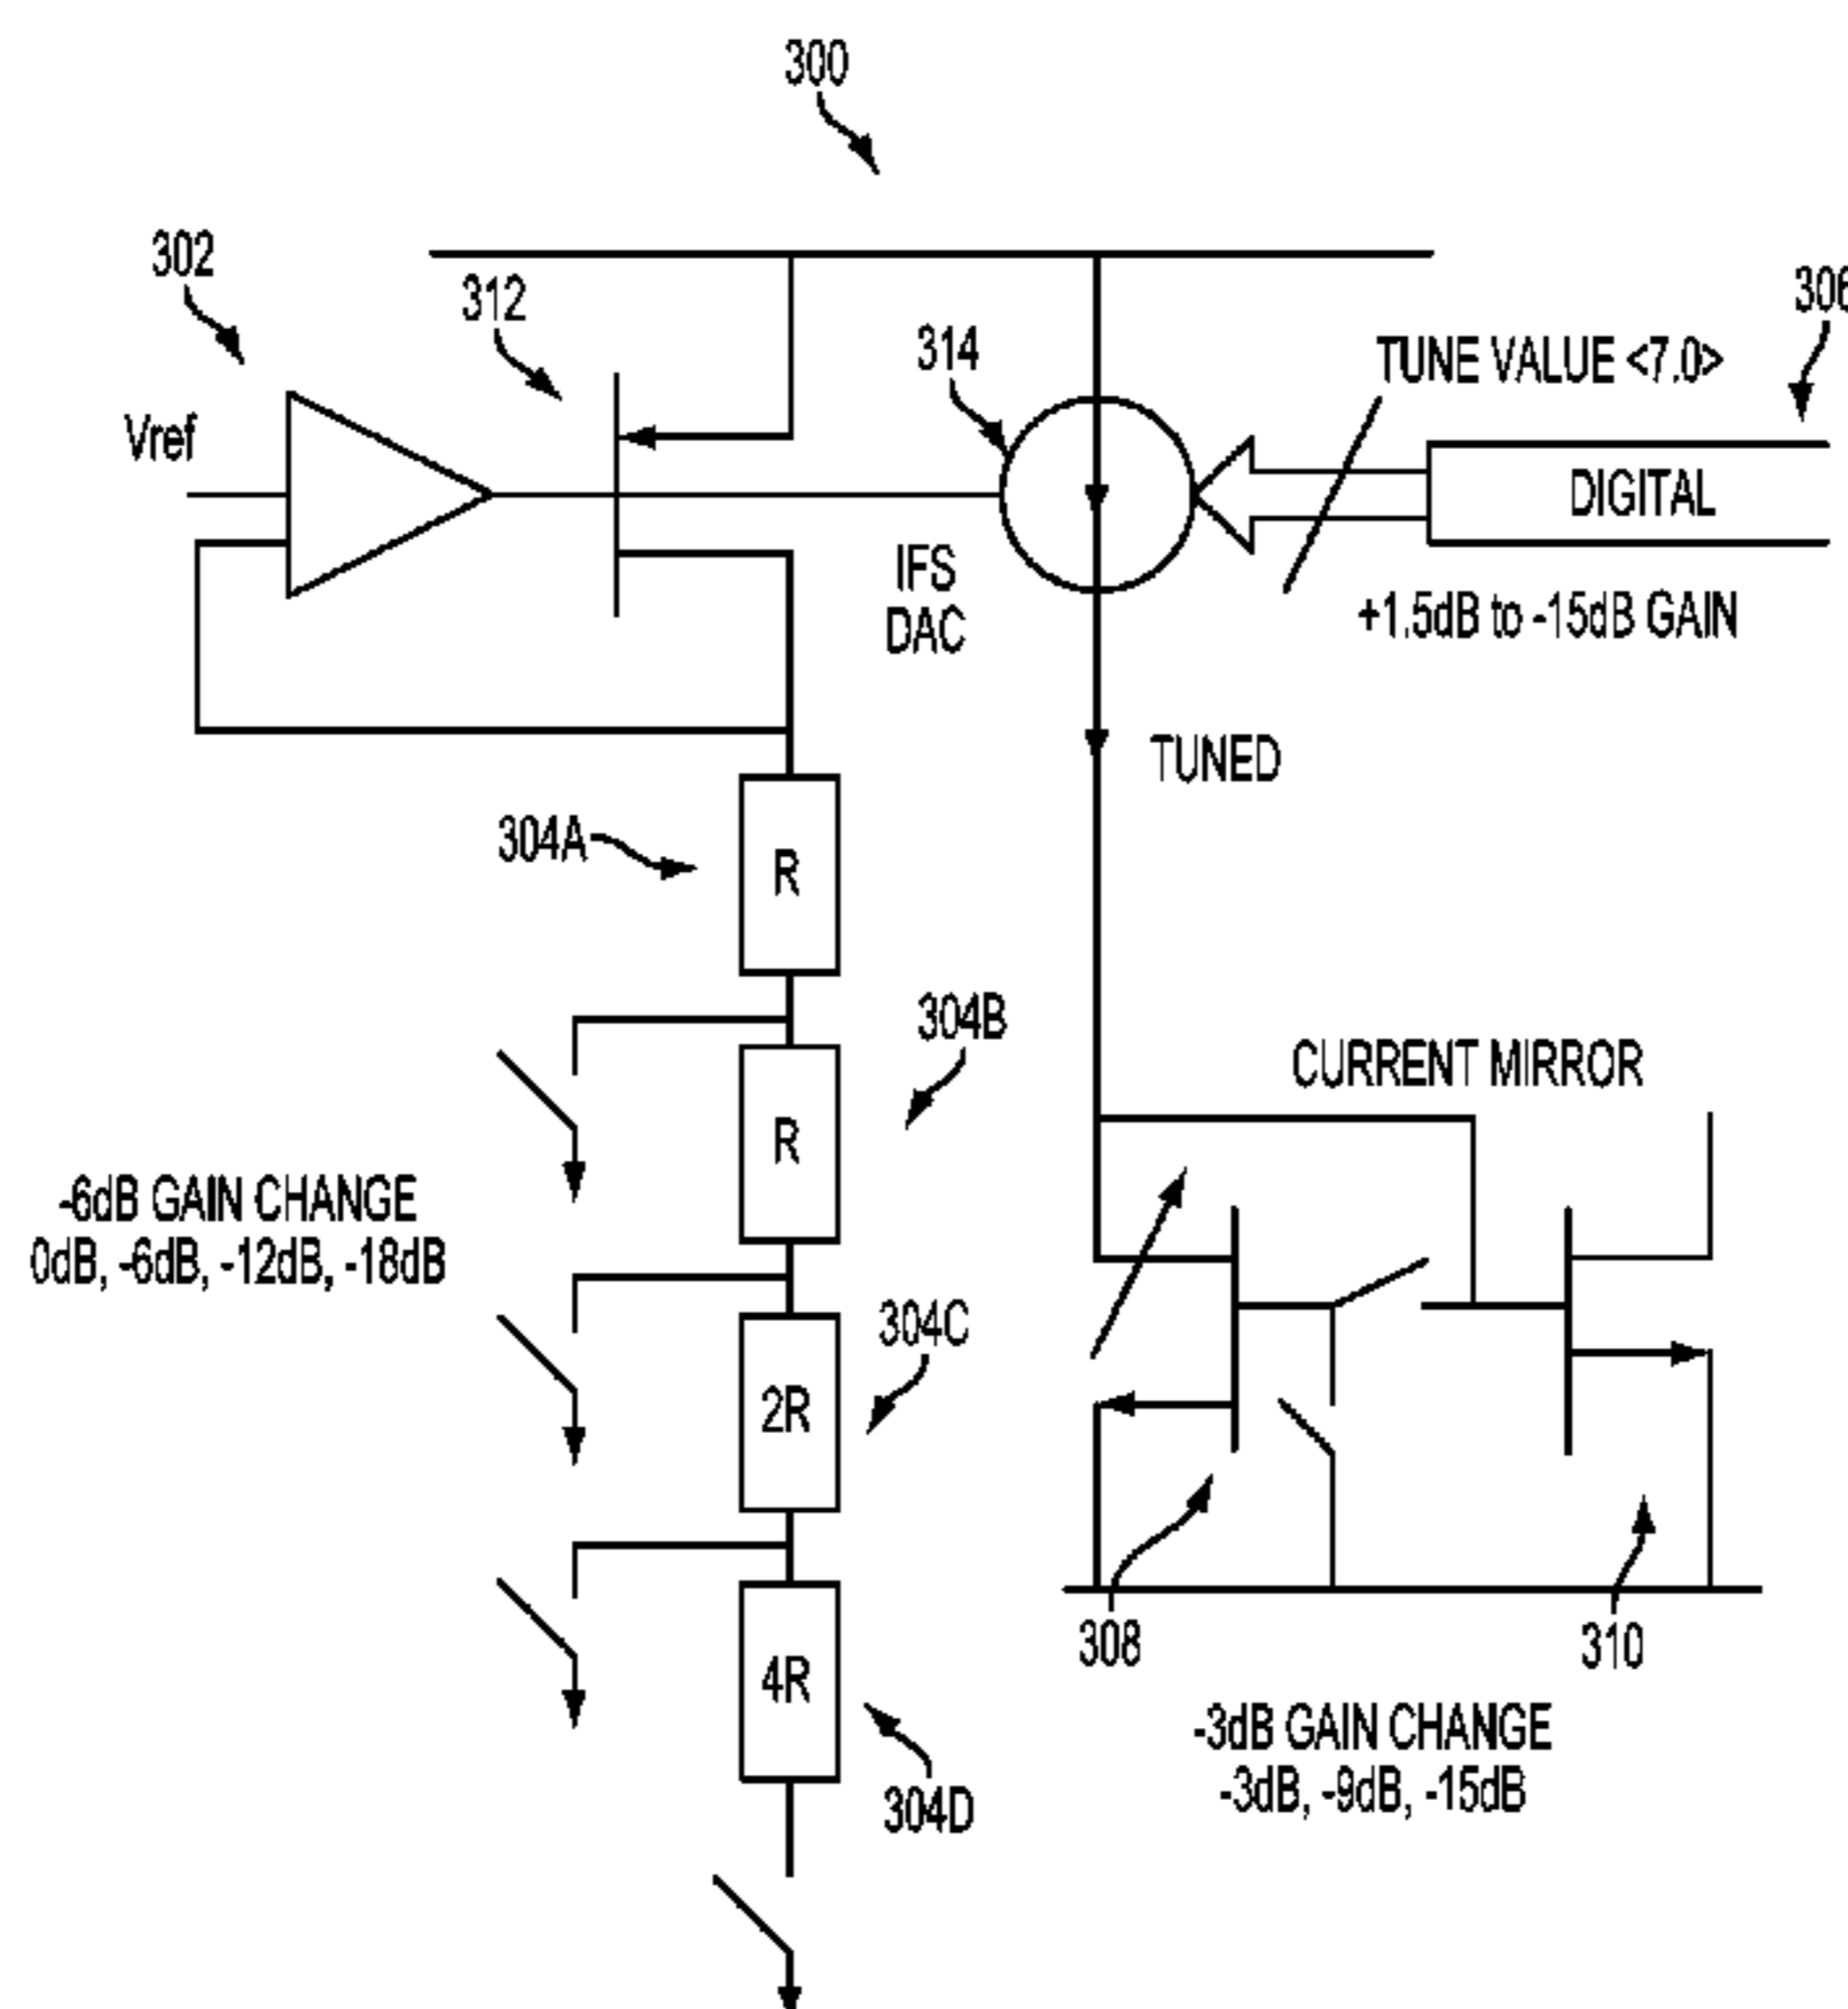 300
302
312
314
306
TUNE VALUE <7.0>
Vref
DIGITAL
IFS
DAC
+1.5dB to -15dB GAIN
TUNED
304A
R
304B
CURRENT MIRROR
R
-6dB GAIN CHANGE
0dB, -6dB, -12dB, -18dB
304C
2R
308
310
4R
-3dB GAIN CHANGE
-3dB, -9dB, -15dB
304D